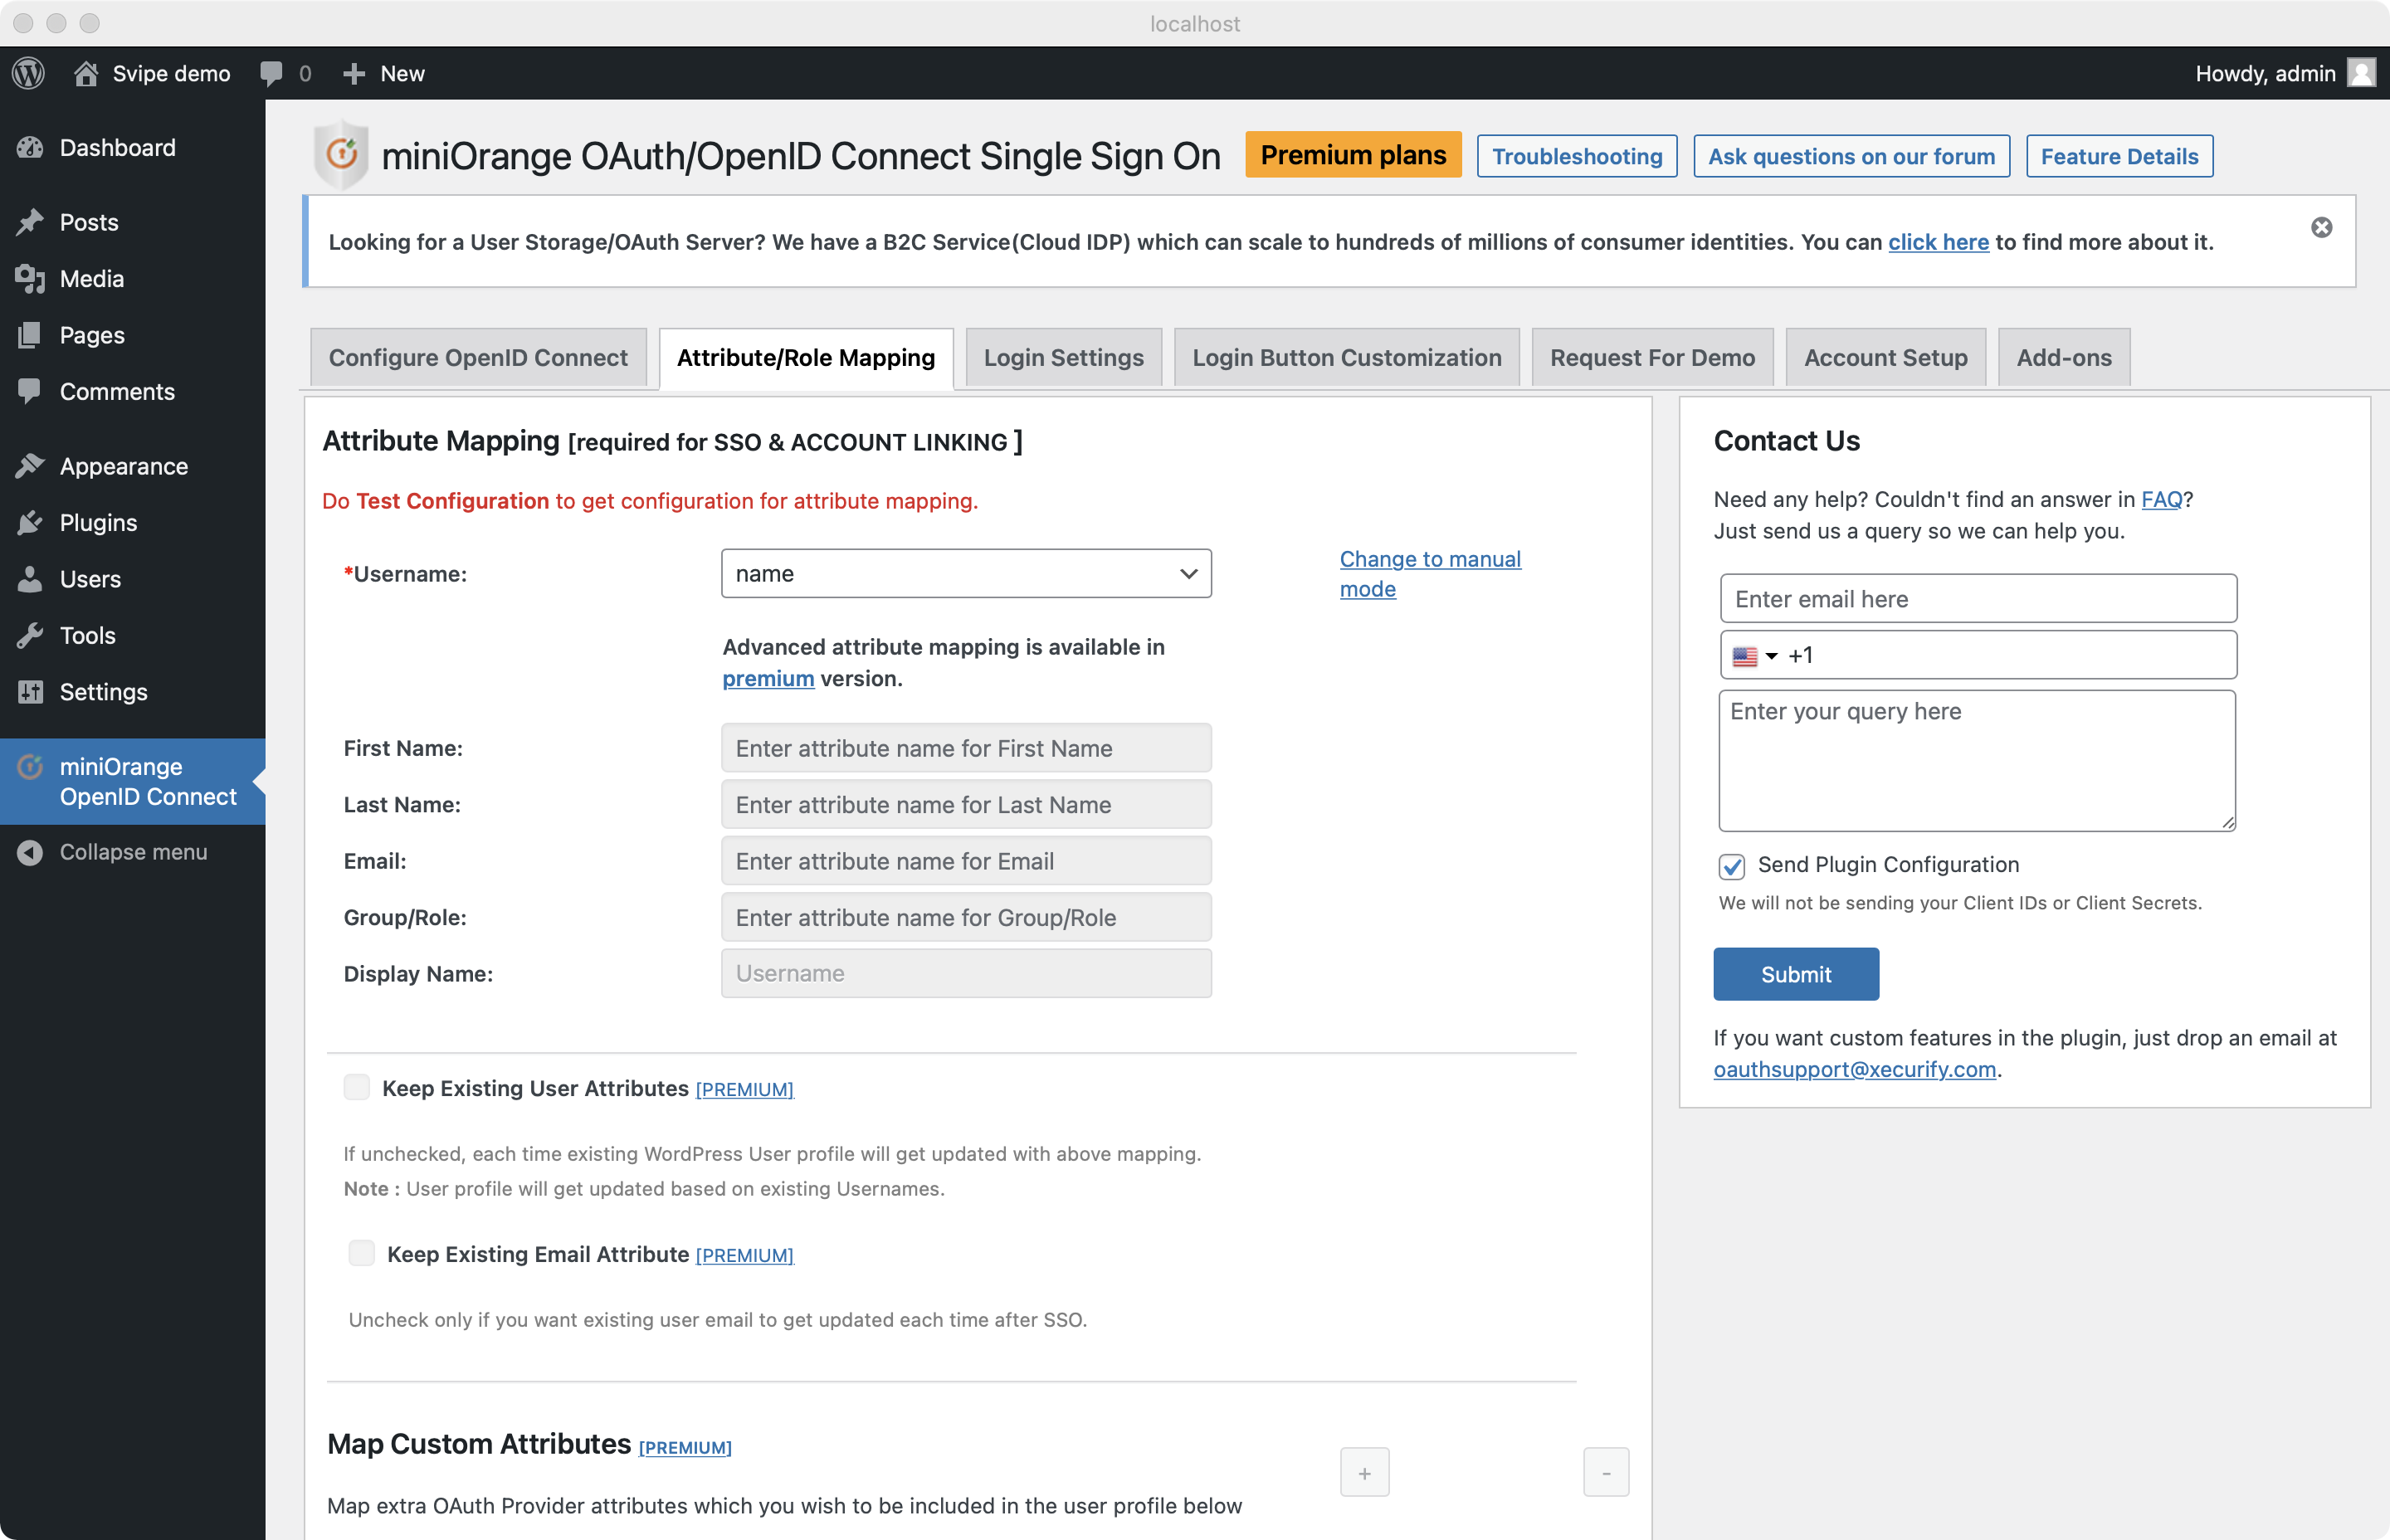 localhost
Svipe demo
0
New
Howdy, admin
Dashboard
Posts
Media
Pages
Comments
Appearance
Plugins
Users
Tools
Settings
miniOrange
OpenID Connect
Collapse menu
miniOrange OAuth/OpenID Connect Single Sign On
Premium plans
Troubleshooting
Ask questions on our forum
Feature Details
Looking for a User Storage/OAuth Server? We have a B2C Service(Cloud IDP) which can scale to hundreds of millions of consumer identities. You can click here to find more about it.
Configure OpenID Connect
Attribute/Role Mapping
Login Settings
Login Button Customization
Request For Demo
Account Setup
Add-ons
Attribute Mapping [required for SSO & ACCOUNT LINKING ]
Do Test Configuration to get configuration for attribute mapping.
*Username:
name
Change to manual
mode
Advanced attribute mapping is available in
premium version.
First Name:
Enter attribute name for First Name
Last Name:
Enter attribute name for Last Name
Email:
Enter attribute name for Email
Group/Role:
Enter attribute name for Group/Role
Display Name:
Username
Keep Existing User Attributes [PREMIUM]
If unchecked, each time existing WordPress User profile will get updated with above mapping.
Note : User profile will get updated based on existing Usernames.
Keep Existing Email Attribute [PREMIUM]
Uncheck only if you want existing user email to get updated each time after SSO.
Map Custom Attributes [PREMIUM]
+
-
Map extra OAuth Provider attributes which you wish to be included in the user profile below
Contact Us
Need any help? Couldn't find an answer in FAQ?
Just send us a query so we can help you.
Enter email here
+1
Enter your query here
Send Plugin Configuration
We will not be sending your Client IDs or Client Secrets.
Submit
If you want custom features in the plugin, just drop an email at
oauthsupport@xecurify.com.